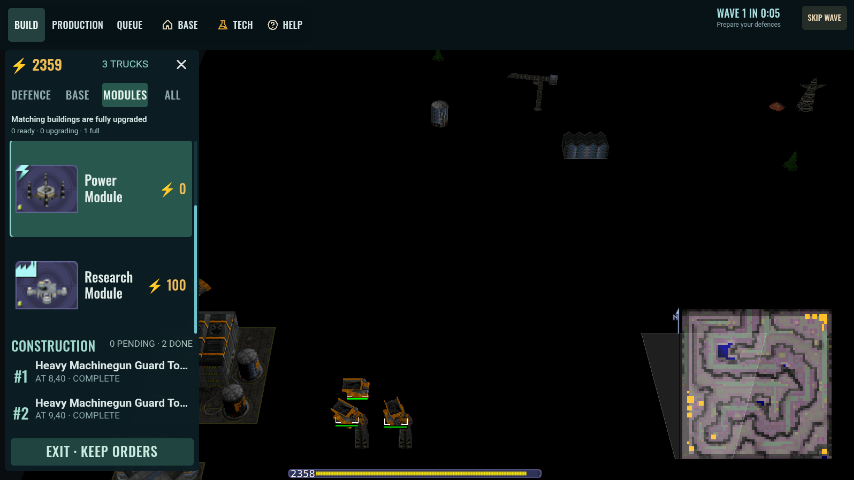 BUILD PRODUCTION QUEUE BASE TECH HELP
WAVE 1 IN 0:05
Prepare your defences
SKIP WAVE
2359 3 TRUCKS
DEFENCE BASE MODULES ALL
Matching buildings are fully upgraded
0 ready · 0 upgrading · 1 full
Power
Module
0
Research
Module
100
CONSTRUCTION 0 PENDING · 2 DONE
#1 Heavy Machinegun Guard To...
AT 8,40 · COMPLETE
#2 Heavy Machinegun Guard To...
AT 9,40 · COMPLETE
EXIT · KEEP ORDERS
2358